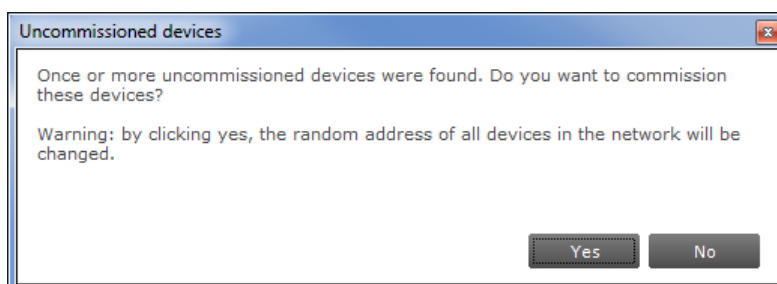 Uncommissioned devices
Once or more uncommissioned devices were found. Do you want to commission
these devices?
Warning: by clicking yes, the random address of all devices in the network will be
changed.
Yes No